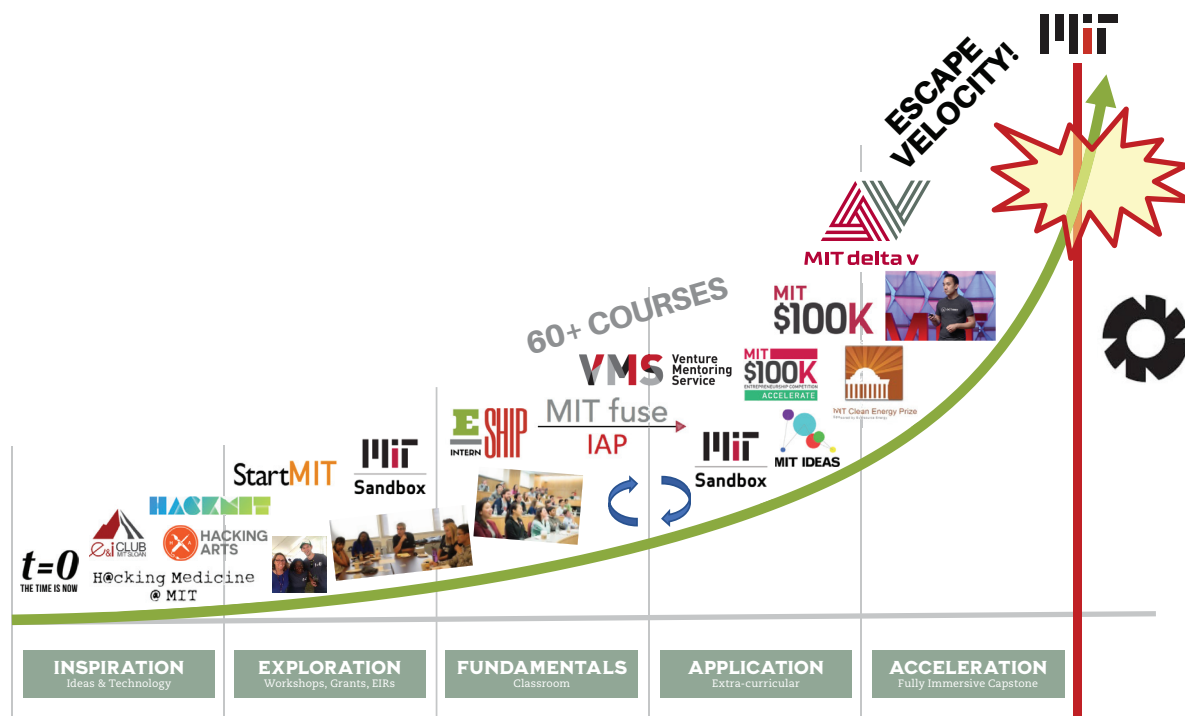 MIT
ESCAPE
VELOCITY!
MIT delta v
60+ COURSES
MIT
$100K
VMS Venture
Mentoring
Service
MIT
$100K
ENTREPRENEURSHIP COMPETITION
ACCELERATE
MIT Clean Energy Prize
E SHIP
INTERN
MIT fuse
IAP
MIT
Sandbox
MIT IDEAS
StartMIT
MIT
Sandbox
HACKMIT
e&i CLUB
MIT SLOAN
HACKING
ARTS
t=0
THE TIME IS NOW
H@cking Medicine
@ MIT
INSPIRATION
Ideas & Technology
EXPLORATION
Workshops, Grants, EIRs
FUNDAMENTALS
Classroom
APPLICATION
Extra-curricular
ACCELERATION
Fully Immersive Capstone